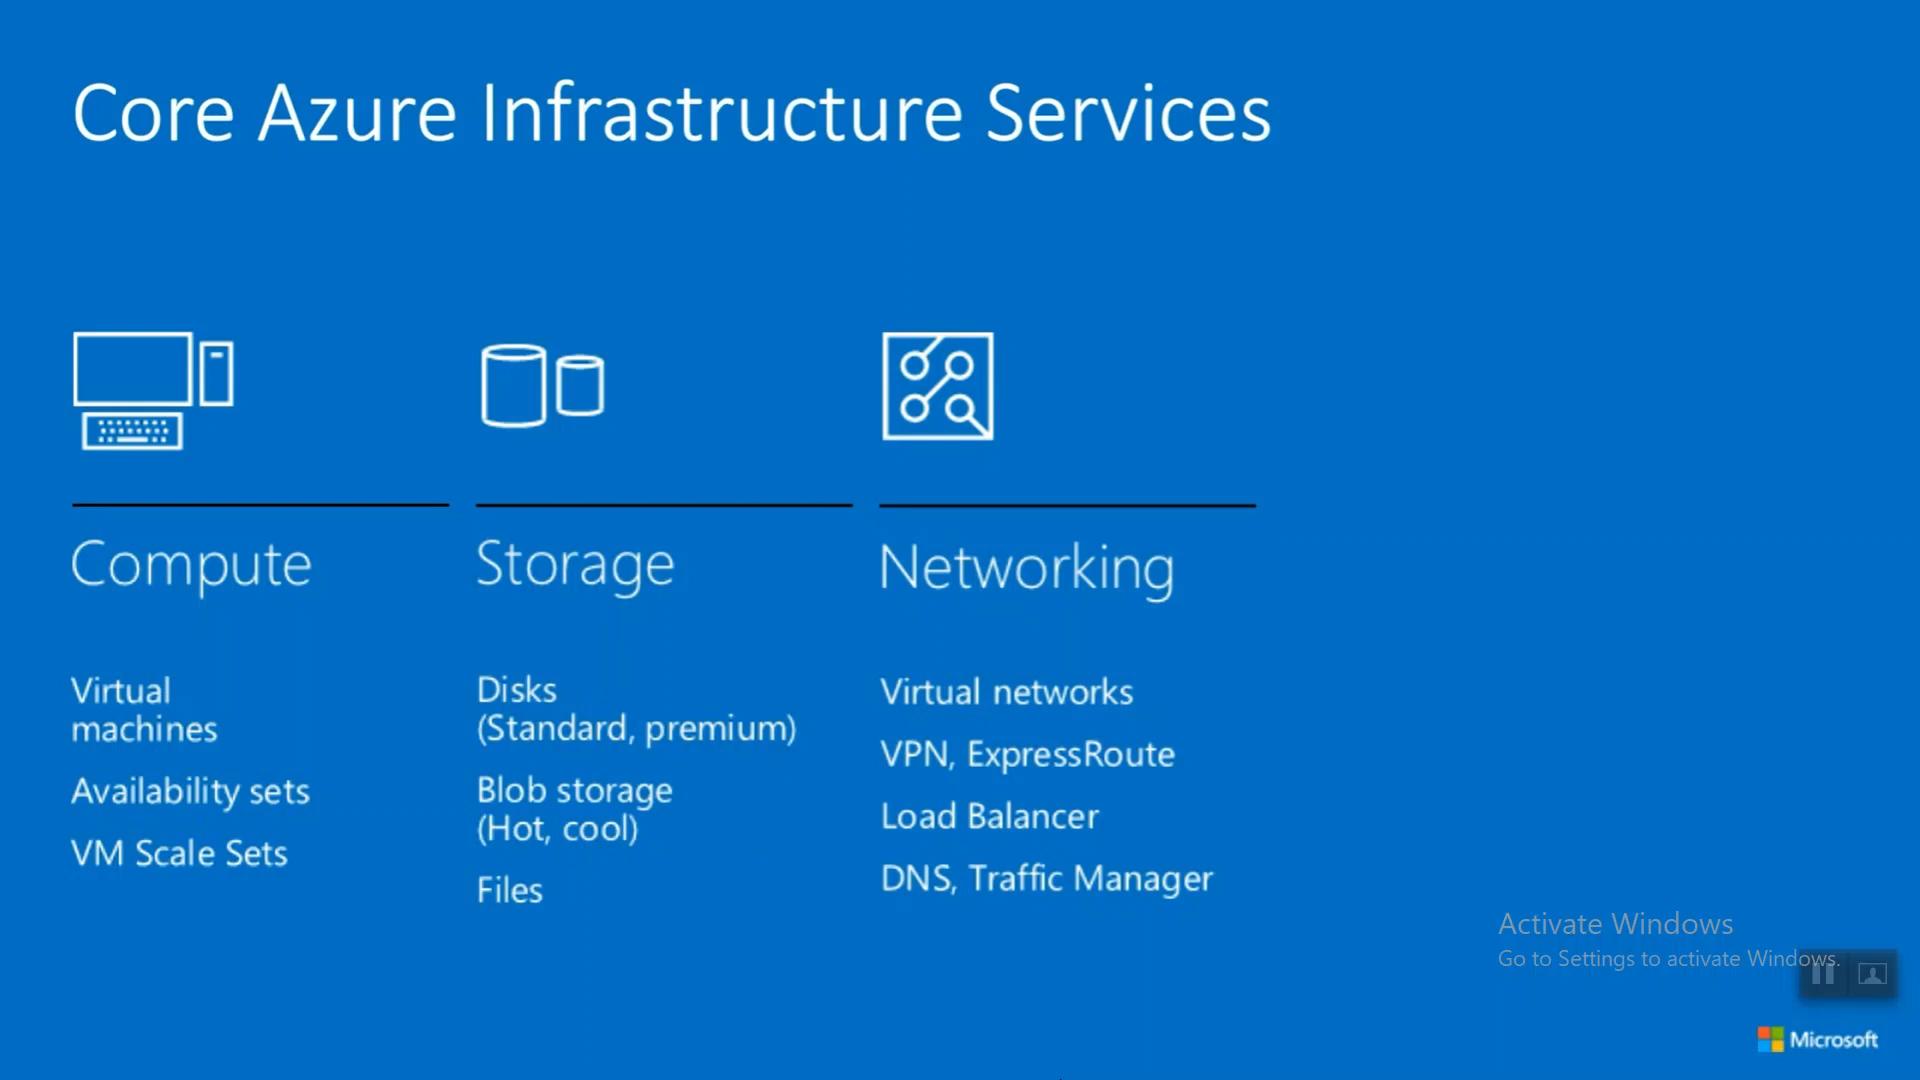 Core Azure Infrastructure Services
Compute
Virtual
machines
Availability sets
VM Scale Sets
Storage
Disks
(Standard, premium)
Blob storage
(Hot, cool)
Files
Networking
Virtual networks
VPN, ExpressRoute
Load Balancer
DNS, Traffic Manager
Activate Windows
Go to Settings to activate Windows.
Microsoft